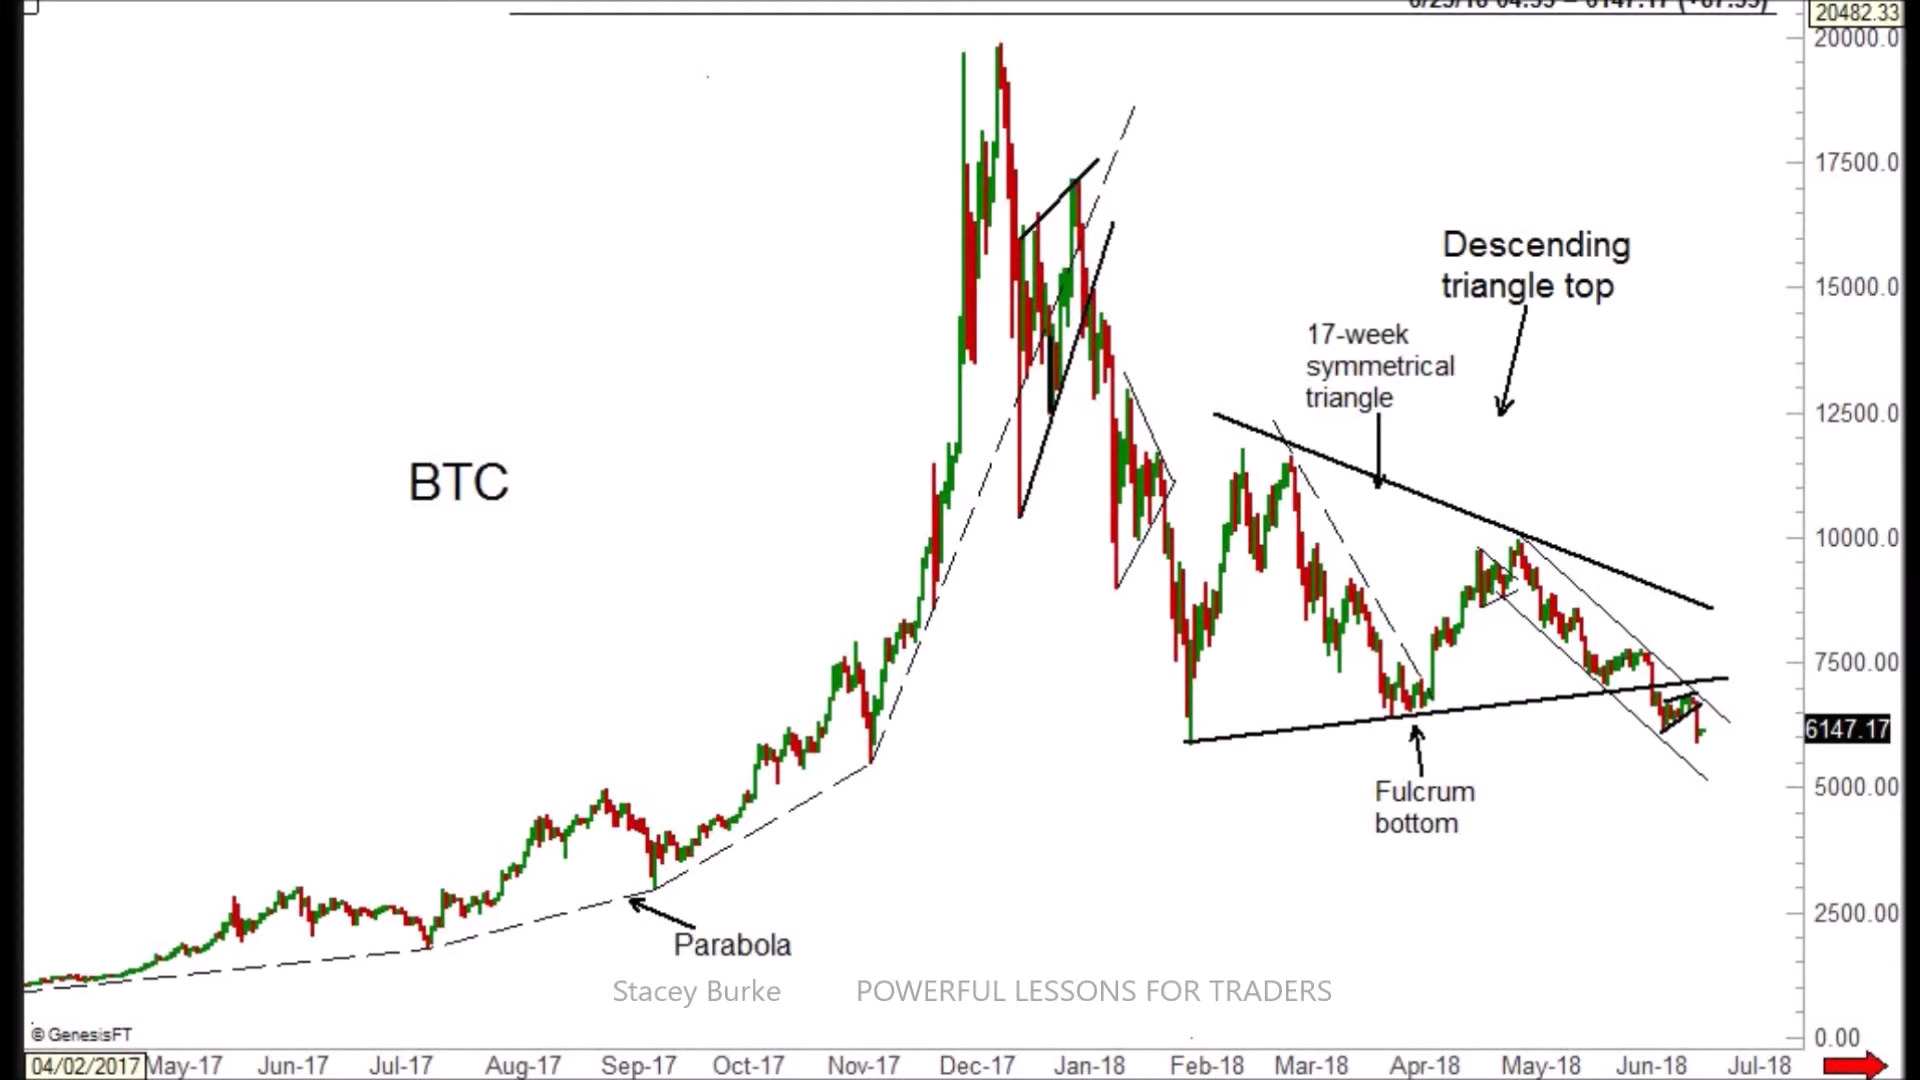 20482.33
20000.0
17500.0
Descending
triangle top
15000.0
17-week
symmetrical
triangle
12500.0
BTC
10000.0
7500.00
6147.17
5000.00
Fulcrum
bottom
2500.00
Parabola
Stacey Burke POWERFUL LESSONS FOR TRADERS
© GenesisFT
0.00
04/02/2017 May-17 Jun-17 Jul-17 Aug-17 Sep-17 Oct-17 Nov-17 Dec-17 Jan-18 Feb-18 Mar-18 Apr-18 May-18 Jun-18 Jul-18